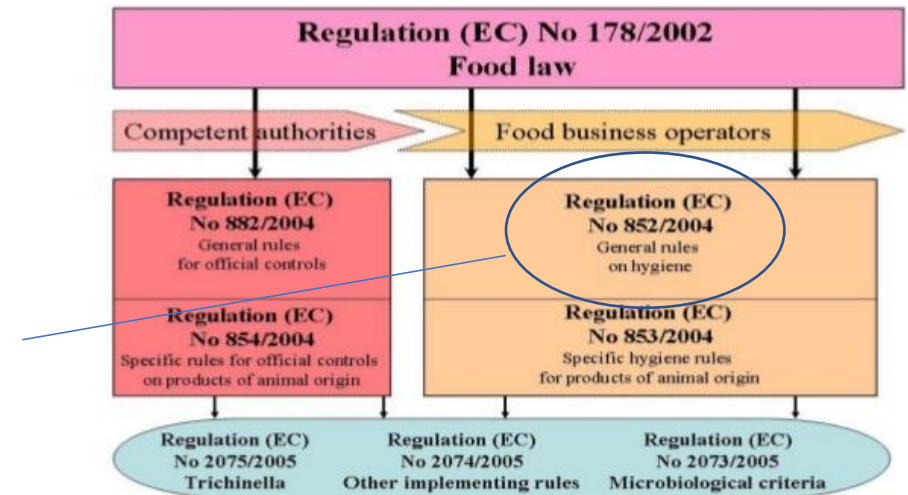 Regulation (EC) No 178/2002
Food law
Competent authorities
Food business operators
Regulation (EC)
No 882/2004
General rules
for official controls
Regulation (EC)
No 852/2004
General rules
on hygiene
Regulation (EC)
No 854/2004
Specific rules for official controls
on products of animal origin
Regulation (EC)
No 853/2004
Specific hygiene rules
for products of animal origin
Regulation (EC)
No 2075/2005
Trichinella
Regulation (EC)
No 2074/2005
Other implementing rules
Regulation (EC)
No 2073/2005
Microbiological criteria